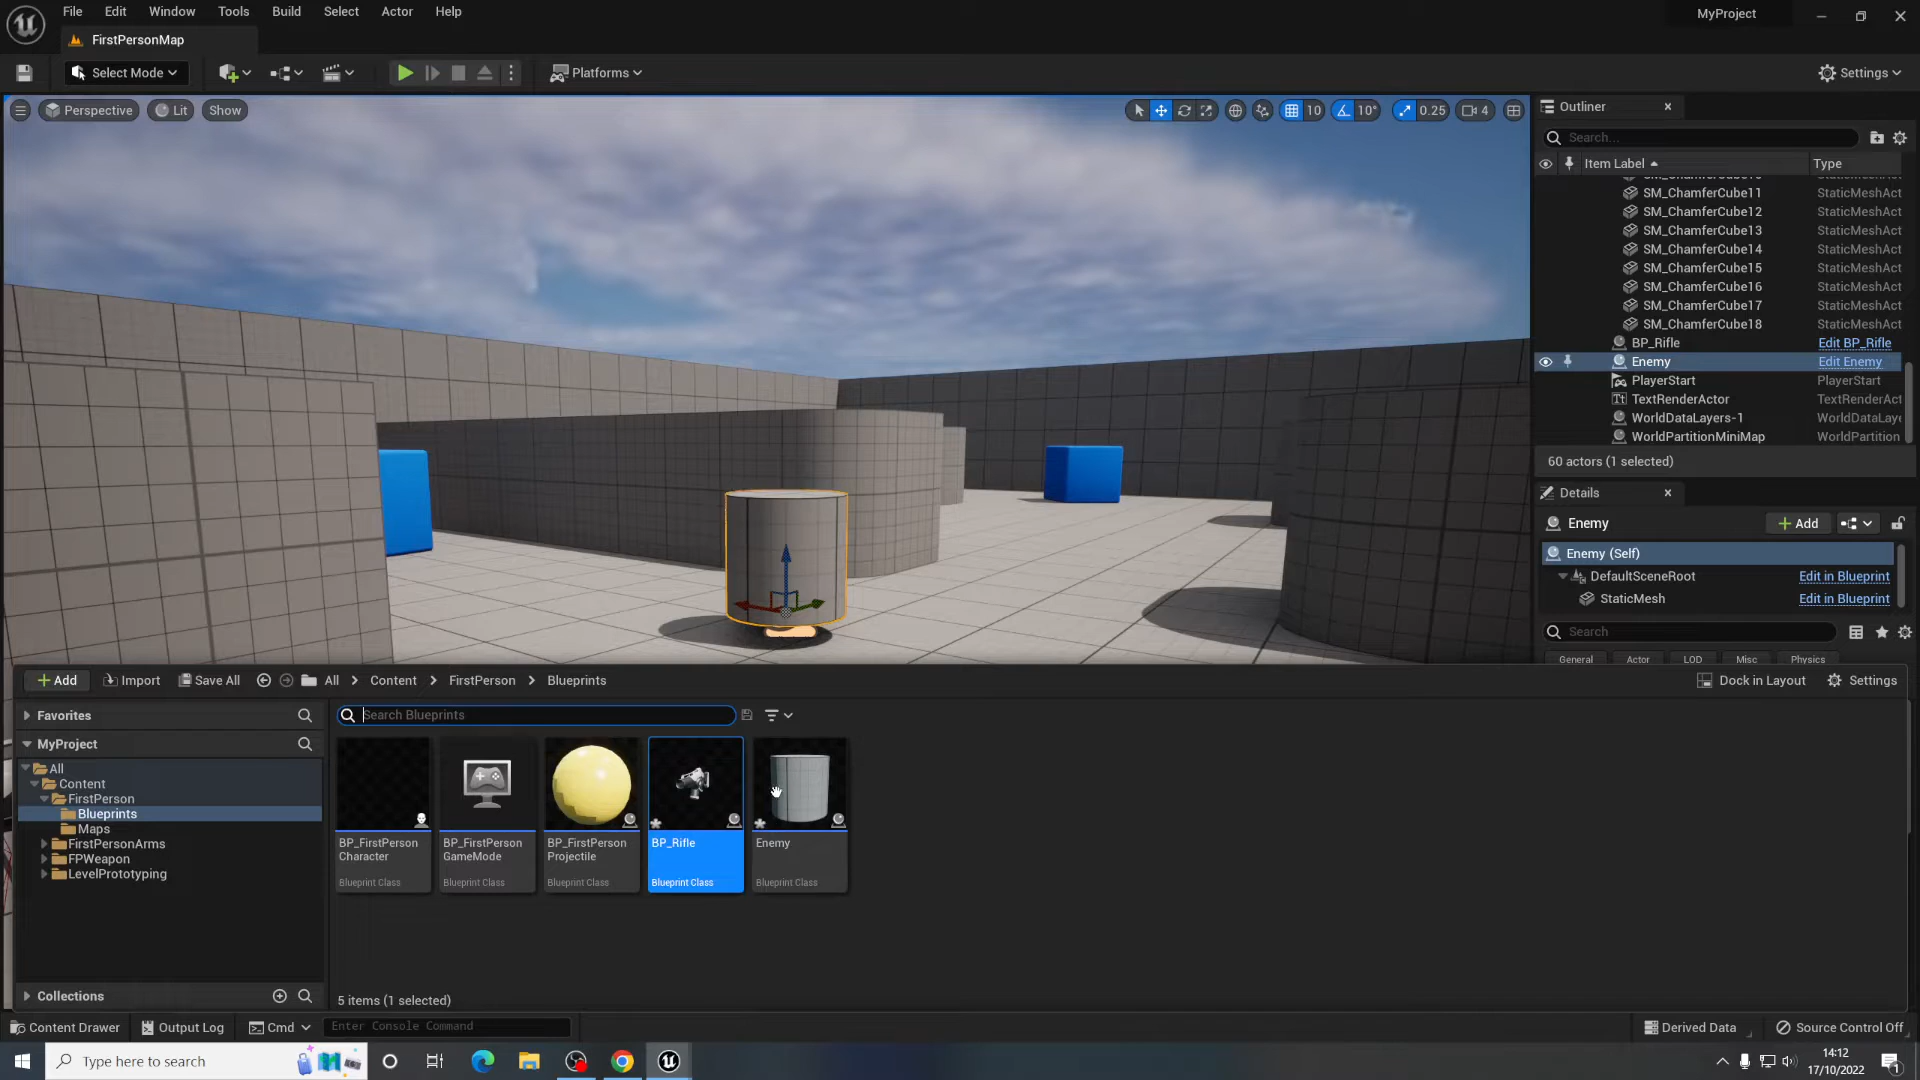 File Edit Window Tools Build Select Actor Help
MyProject
FirstPersonMap
Select Mode
Platforms
Settings
Perspective Lit Show
10 10° 0.25 4
Outliner
Search...
Item Label Type
SM_ChamferCube11 StaticMeshAct
SM_ChamferCube12 StaticMeshAct
SM_ChamferCube13 StaticMeshAct
SM_ChamferCube14 StaticMeshAct
SM_ChamferCube15 StaticMeshAct
SM_ChamferCube16 StaticMeshAct
SM_ChamferCube17 StaticMeshAct
SM_ChamferCube18 StaticMeshAct
BP_Rifle Edit BP_Rifle
Enemy Edit Enemy
PlayerStart PlayerStart
TextRenderActor TextRenderAct
WorldDataLayers-1 WorldDataLaye
WorldPartitionMiniMap WorldPartition
60 actors (1 selected)
Details
Enemy
Add
Enemy (Self)
DefaultSceneRoot Edit in Blueprint
StaticMesh Edit in Blueprint
Search
General Actor LOD Misc Physics
Add Import Save All All Content FirstPerson Blueprints
Dock in Layout Settings
Favorites
MyProject
All
Content
FirstPerson
Blueprints
Maps
FirstPersonArms
FPWeapon
LevelPrototyping
Collections
Search Blueprints
BP_FirstPerson
Character
Blueprint Class
BP_FirstPerson
GameMode
Blueprint Class
BP_FirstPerson
Projectile
Blueprint Class
BP_Rifle
Blueprint Class
Enemy
Blueprint Class
5 items (1 selected)
Content Drawer Output Log Cmd Enter Console Command
Derived Data Source Control Off
Type here to search
14:12
17/10/2022
1